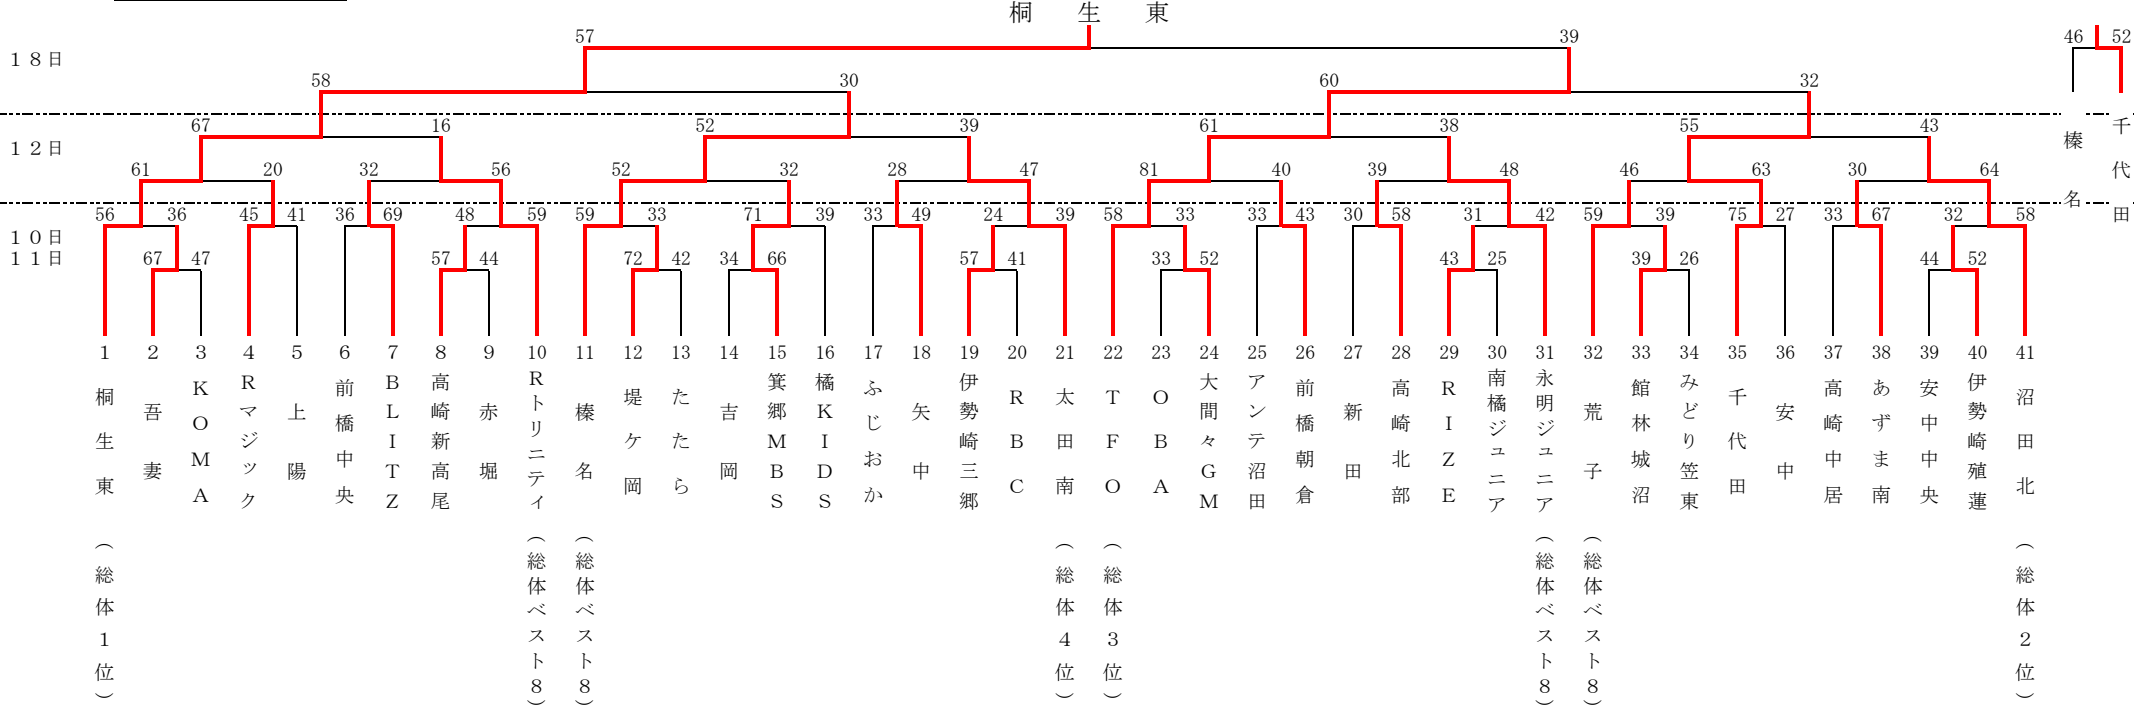 桐生東
57 39 46 52
18日
58 30 60 32
67 16 52 39 61 38 55 43
12日
榛名
千代田
61 20 32 56 52 32 28 47 81 40 39 48 46 63 30 64
56 36 45 41 36 69 48 59 59 33 71 39 33 49 24 39 58 33 33 43 30 58 31 42 59 39 75 27 33 67 32 58
10日
11日
67 47 57 44 72 42 34 66 57 41 33 52 43 25 39 26 44 52
1 桐生東 (総体1位)
2 吾妻
3 KOMA
4 Rマジック
5 上陽
6 前橋中央
7 BLITZ
8 高崎新高尾
9 赤堀
10 Rトリニティ (総体ベスト8)
11 榛名 (総体ベスト8)
12 堤ケ岡
13 たたら
14 吉岡
15 箕郷MBS
16 橘KIDS
17 ふじおか
18 矢中
19 伊勢崎三郷
20 RBC
21 太田南 (総体4位)
22 TFO (総体3位)
23 OBA
24 大間々GM
25 アンテ沼田
26 前橋朝倉
27 新田
28 高崎北部
29 RIZE
30 南橘ジュニア
31 永明ジュニア (総体ベスト8)
32 荒子 (総体ベスト8)
33 館林城沼
34 みどり笠東
35 千代田
36 安中
37 高崎中居
38 あずま南
39 安中中央
40 伊勢崎殖蓮
41 沼田北 (総体2位)